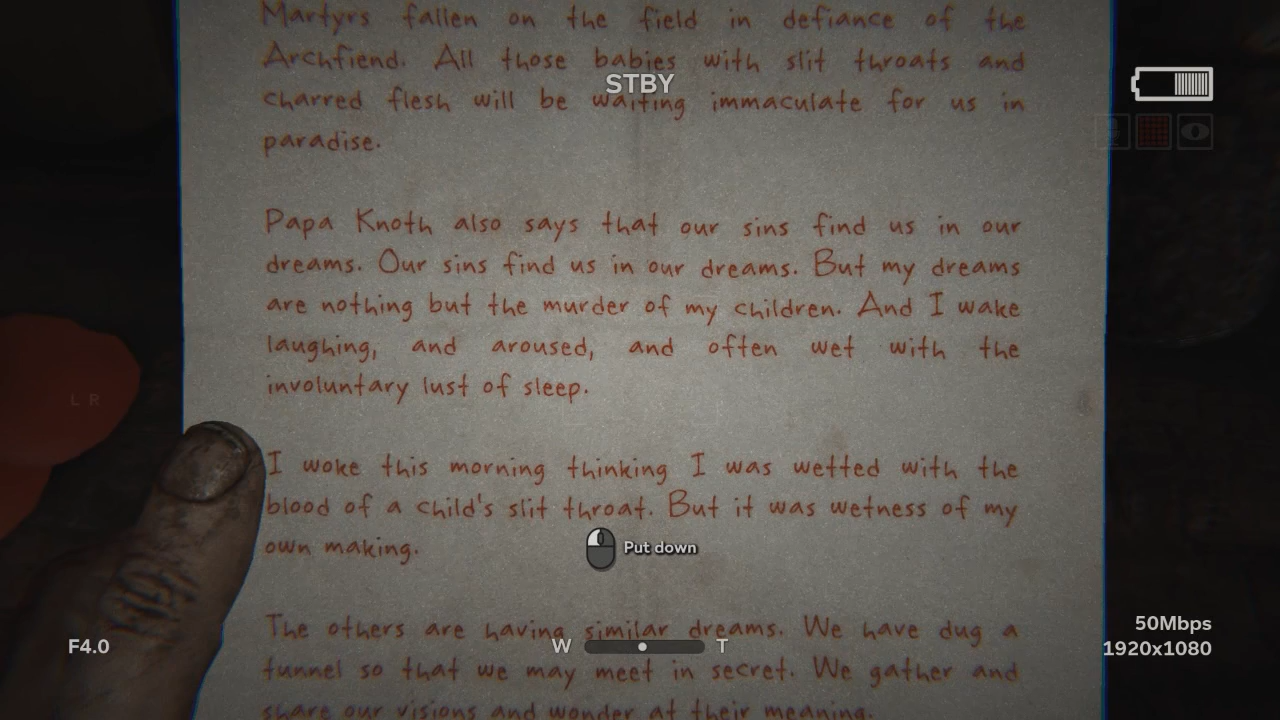 Martyrs fallen on the field in defiance of the
Archfiend. All those babies with slit throats and
STBY
charred flesh will be waiting immaculate for us in
paradise.
Papa Knoth also says that our sins find us in our
dreams. Our sins find us in our dreams. But my dreams
are nothing but the murder of my children. And I wake
laughing, and aroused, and often wet with the
involuntary lust of sleep.
L R
I woke this morning thinking I was wetted with the
blood of a child's slit throat. But it was wetness of my
own making.
Put down
The others are having similar dreams. We have dug a
50Mbps
F4.0
W T
1920x1080
tunnel so that we may meet in secret. We gather and
share our visions and wonder at their meaning.